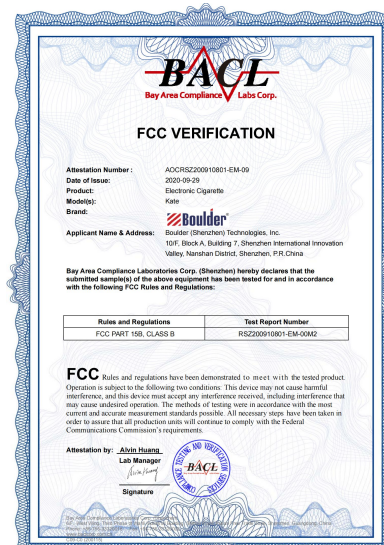 BACL
Bay Area Compliance Labs Corp.
FCC VERIFICATION
Attestation Number : AOCRSZ200910801-EM-09
Date of Issue: 2020-09-29
Product: Electronic Cigarette
Model(s): Kate
Brand: Boulder
Applicant Name & Address: Boulder (Shenzhen) Technologies, Inc.
10/F, Block A, Building 7, Shenzhen International Innovation
Valley, Nanshan District, Shenzhen, P.R.China
Bay Area Compliance Laboratories Corp. (Shenzhen) hereby declares that the
submitted sample(s) of the above equipment has been tested for and in accordance
with the following FCC Rules and Regulations:
Rules and Regulations Test Report Number
FCC PART 15B, CLASS B RSZ200910801-EM-00M2
FCC Rules and regulations have been demonstrated to meet with the tested product.
Operation is subject to the following two conditions: This device may not cause harmful
interference, and this device must accept any interference received, including interference that
may cause undesired operation. The methods of testing were in accordance with the most
current and accurate measurement standards possible. All necessary steps have been taken in
order to assure that all production units will continue to comply with the Federal
Communications Commission's requirements.
Attestation by: Alvin Huang
Lab Manager
Alvin Huang
Signature
COMPLIANCE TESTING AND VERIFICATION SERVICES
BACL